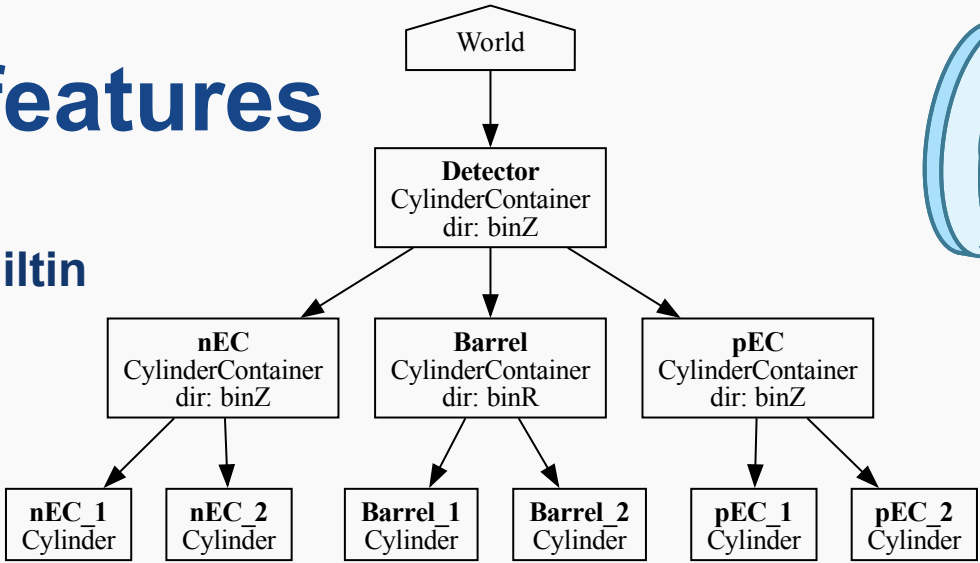 World
features
Detector
CylinderContainer
dir: binZ
iltin
nEC
CylinderContainer
dir: binZ
Barrel
CylinderContainer
dir: binR
pEC
CylinderContainer
dir: binZ
nEC_1
Cylinder
nEC_2
Cylinder
Barrel_1
Cylinder
Barrel_2
Cylinder
pEC_1
Cylinder
pEC_2
Cylinder